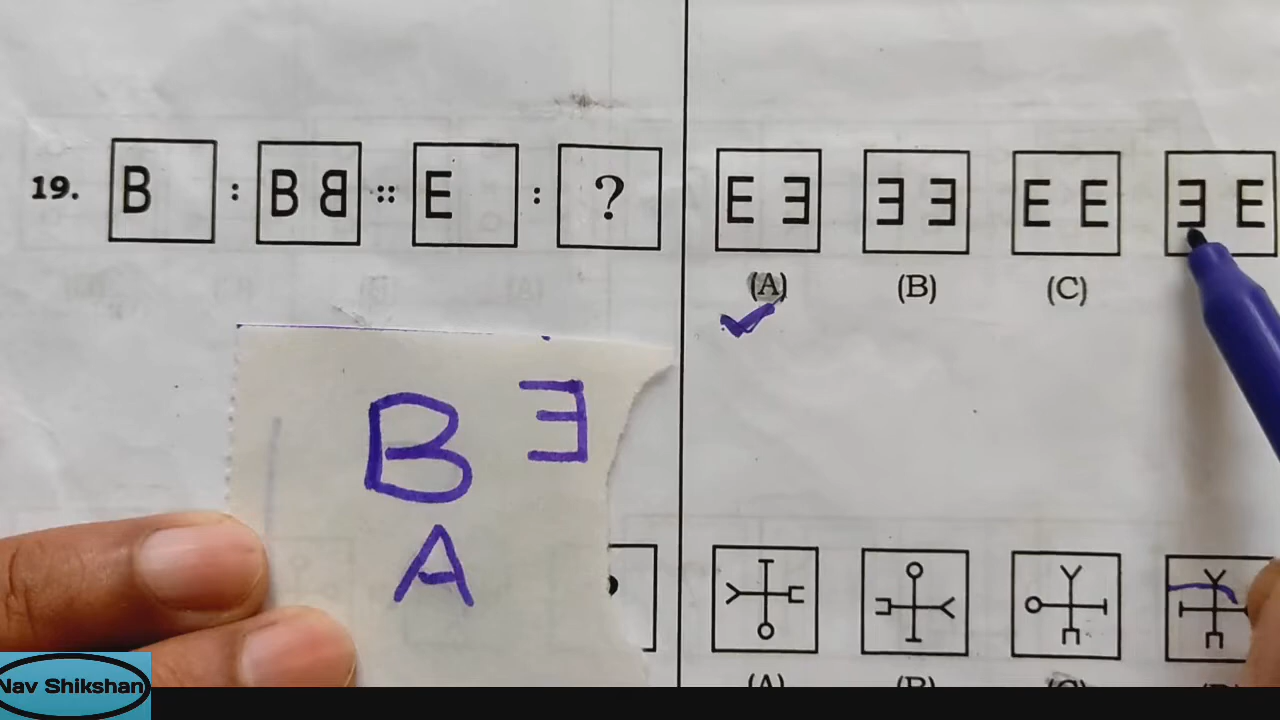 19. B : B ᗺ :: E : ? E Ǝ Ǝ Ǝ E E Ǝ E
(A) (B) (C)
B Ǝ
A
(A) (B) (C)
Nav Shikshan